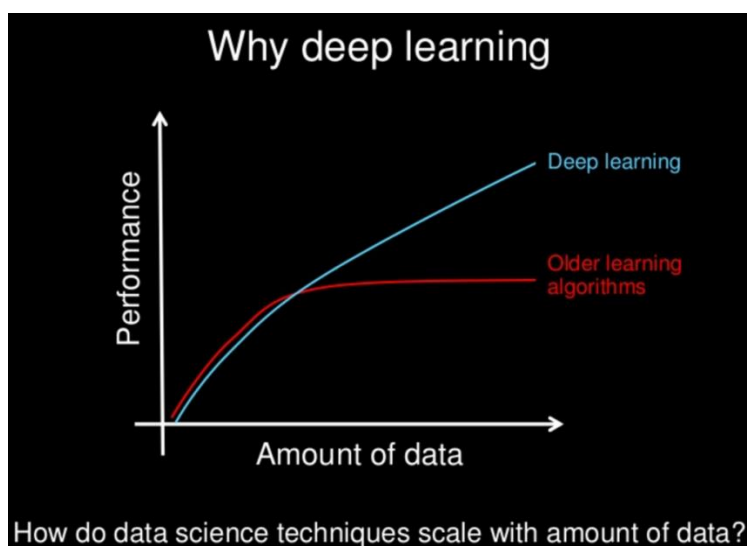 Why deep learning
Deep learning
Older learning
algorithms
Performance
Amount of data
How do data science techniques scale with amount of data?